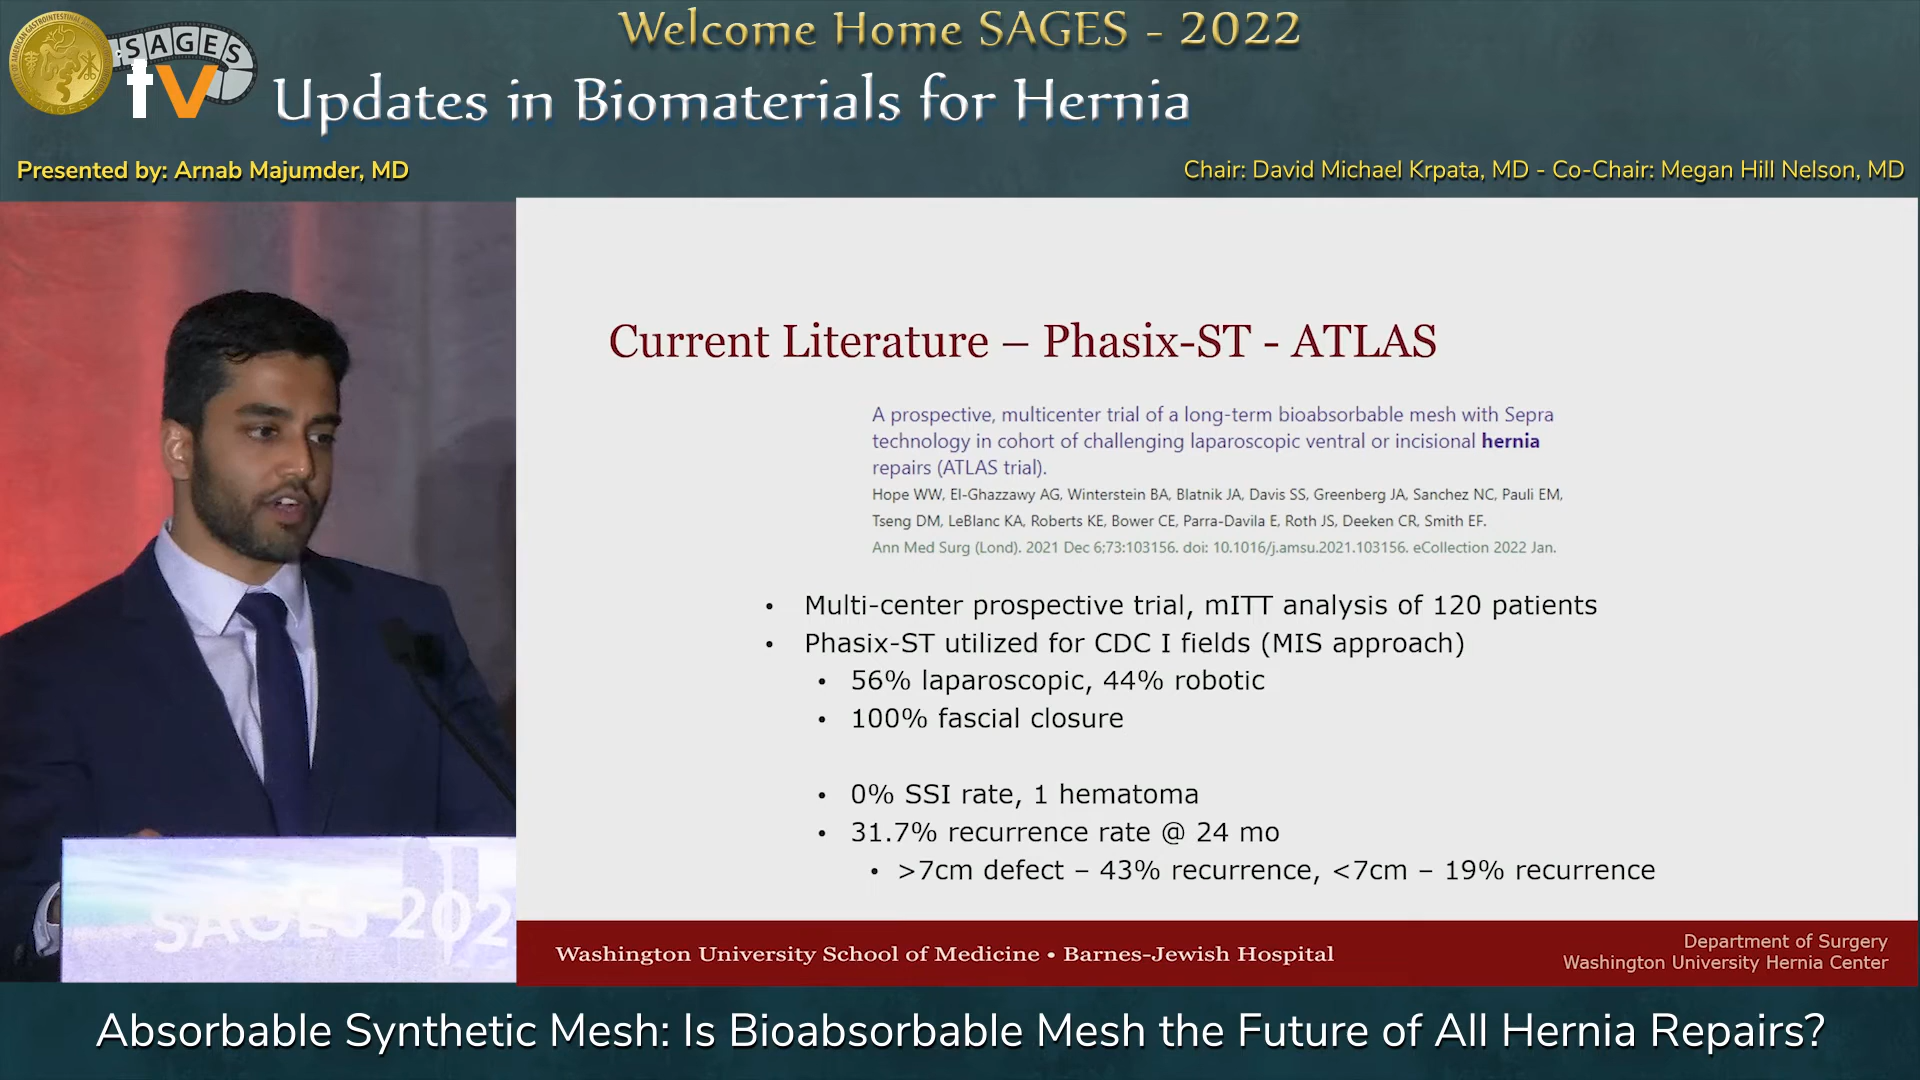 Welcome Home SAGES - 2022
SAGES
tv
Updates in Biomaterials for Hernia
Presented by: Arnab Majumder, MD
Chair: David Michael Krpata, MD - Co-Chair: Megan Hill Nelson, MD
Current Literature – Phasix-ST - ATLAS
A prospective, multicenter trial of a long-term bioabsorbable mesh with Sepra
technology in cohort of challenging laparoscopic ventral or incisional hernia
repairs (ATLAS trial).
Hope WW, El-Ghazzawy AG, Winterstein BA, Blatnik JA, Davis SS, Greenberg JA, Sanchez NC, Pauli EM,
Tseng DM, LeBlanc KA, Roberts KE, Bower CE, Parra-Davila E, Roth JS, Deeken CR, Smith EF.
Ann Med Surg (Lond). 2021 Dec 6;73:103156. doi: 10.1016/j.amsu.2021.103156. eCollection 2022 Jan.
• Multi-center prospective trial, mITT analysis of 120 patients
• Phasix-ST utilized for CDC I fields (MIS approach)
• 56% laparoscopic, 44% robotic
• 100% fascial closure
• 0% SSI rate, 1 hematoma
• 31.7% recurrence rate @ 24 mo
• >7cm defect – 43% recurrence, <7cm – 19% recurrence
SAGES 202
Washington University School of Medicine • Barnes-Jewish Hospital
Department of Surgery
Washington University Hernia Center
Absorbable Synthetic Mesh: Is Bioabsorbable Mesh the Future of All Hernia Repairs?